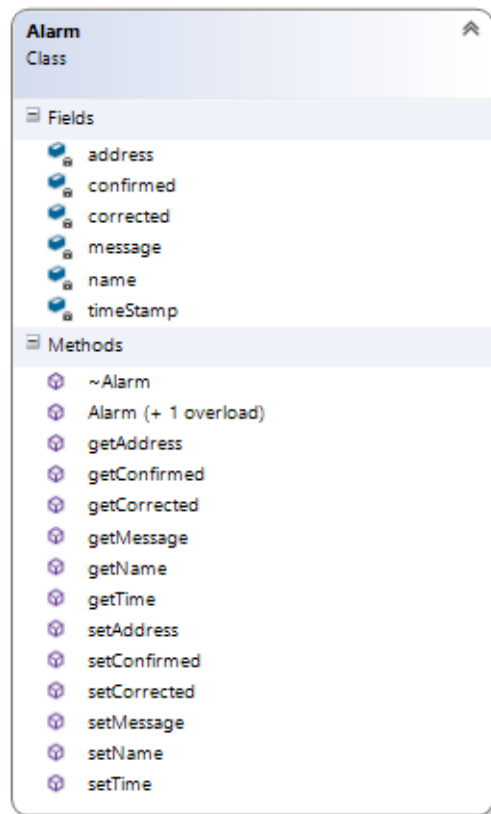 Alarm
Class
Fields
address
confirmed
corrected
message
name
timeStamp
Methods
~Alarm
Alarm (+ 1 overload)
getAddress
getConfirmed
getCorrected
getMessage
getName
getTime
setAddress
setConfirmed
setCorrected
setMessage
setName
setTime